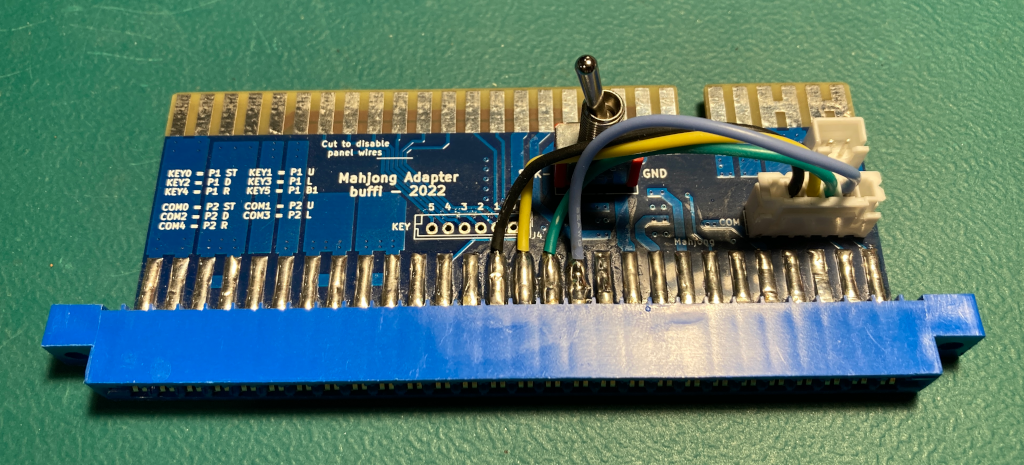 Cut to disable
panel wires
Mahjong Adapter
buffi – 2022
KEY0 = P1 ST KEY1 = P1 U
KEY2 = P1 D KEY3 = P1 L
KEY4 = P1 R KEY5 = P1 B1
COM0 = P2 ST COM1 = P2 U
COM2 = P2 D COM3 = P2 L
COM4 = P2 R
5 4 3 2 1
KEY
J4
GND
COM
Mahjong